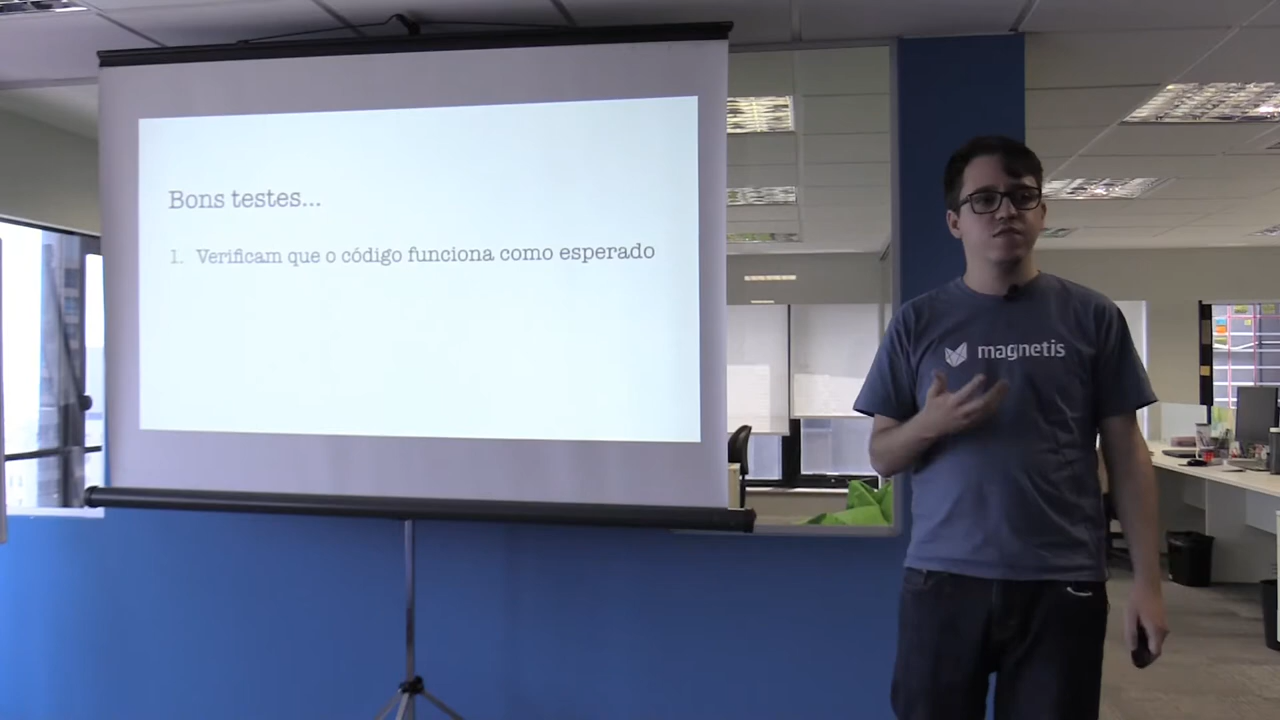 Bons testes...
1. Verificam que o código funciona como esperado
magnetis